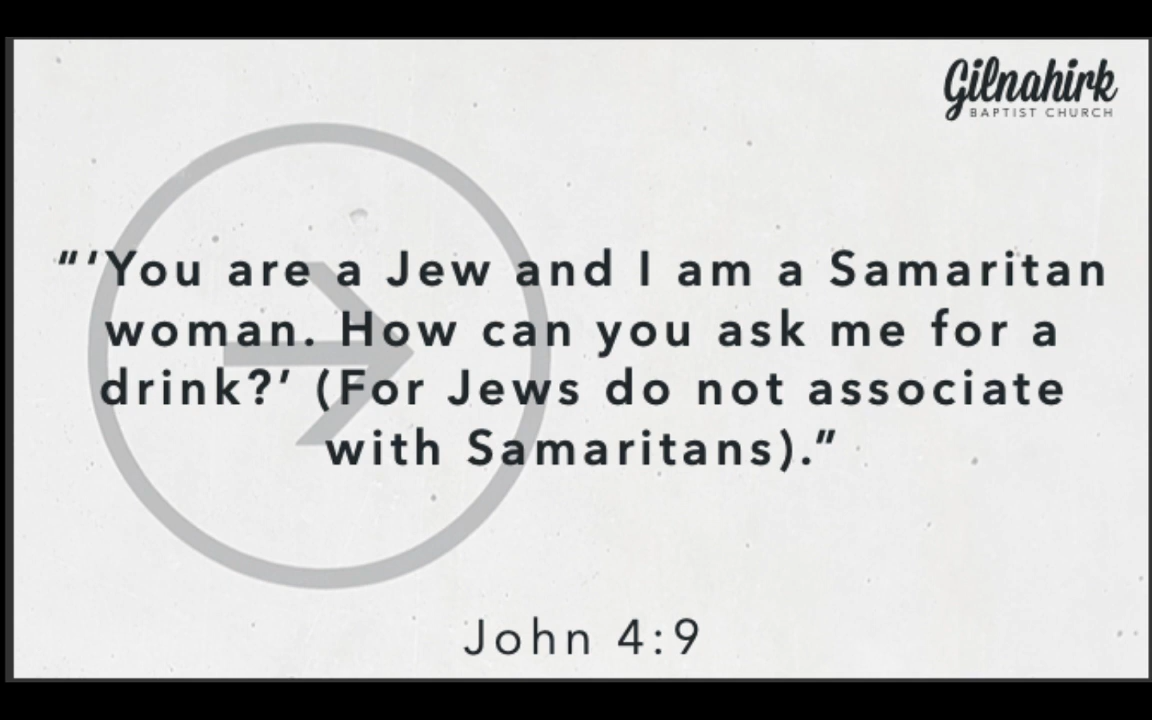 Gilnahirk
BAPTIST CHURCH
"'You are a Jew and I am a Samaritan
woman. How can you ask me for a
drink?' (For Jews do not associate
with Samaritans)."
John 4:9